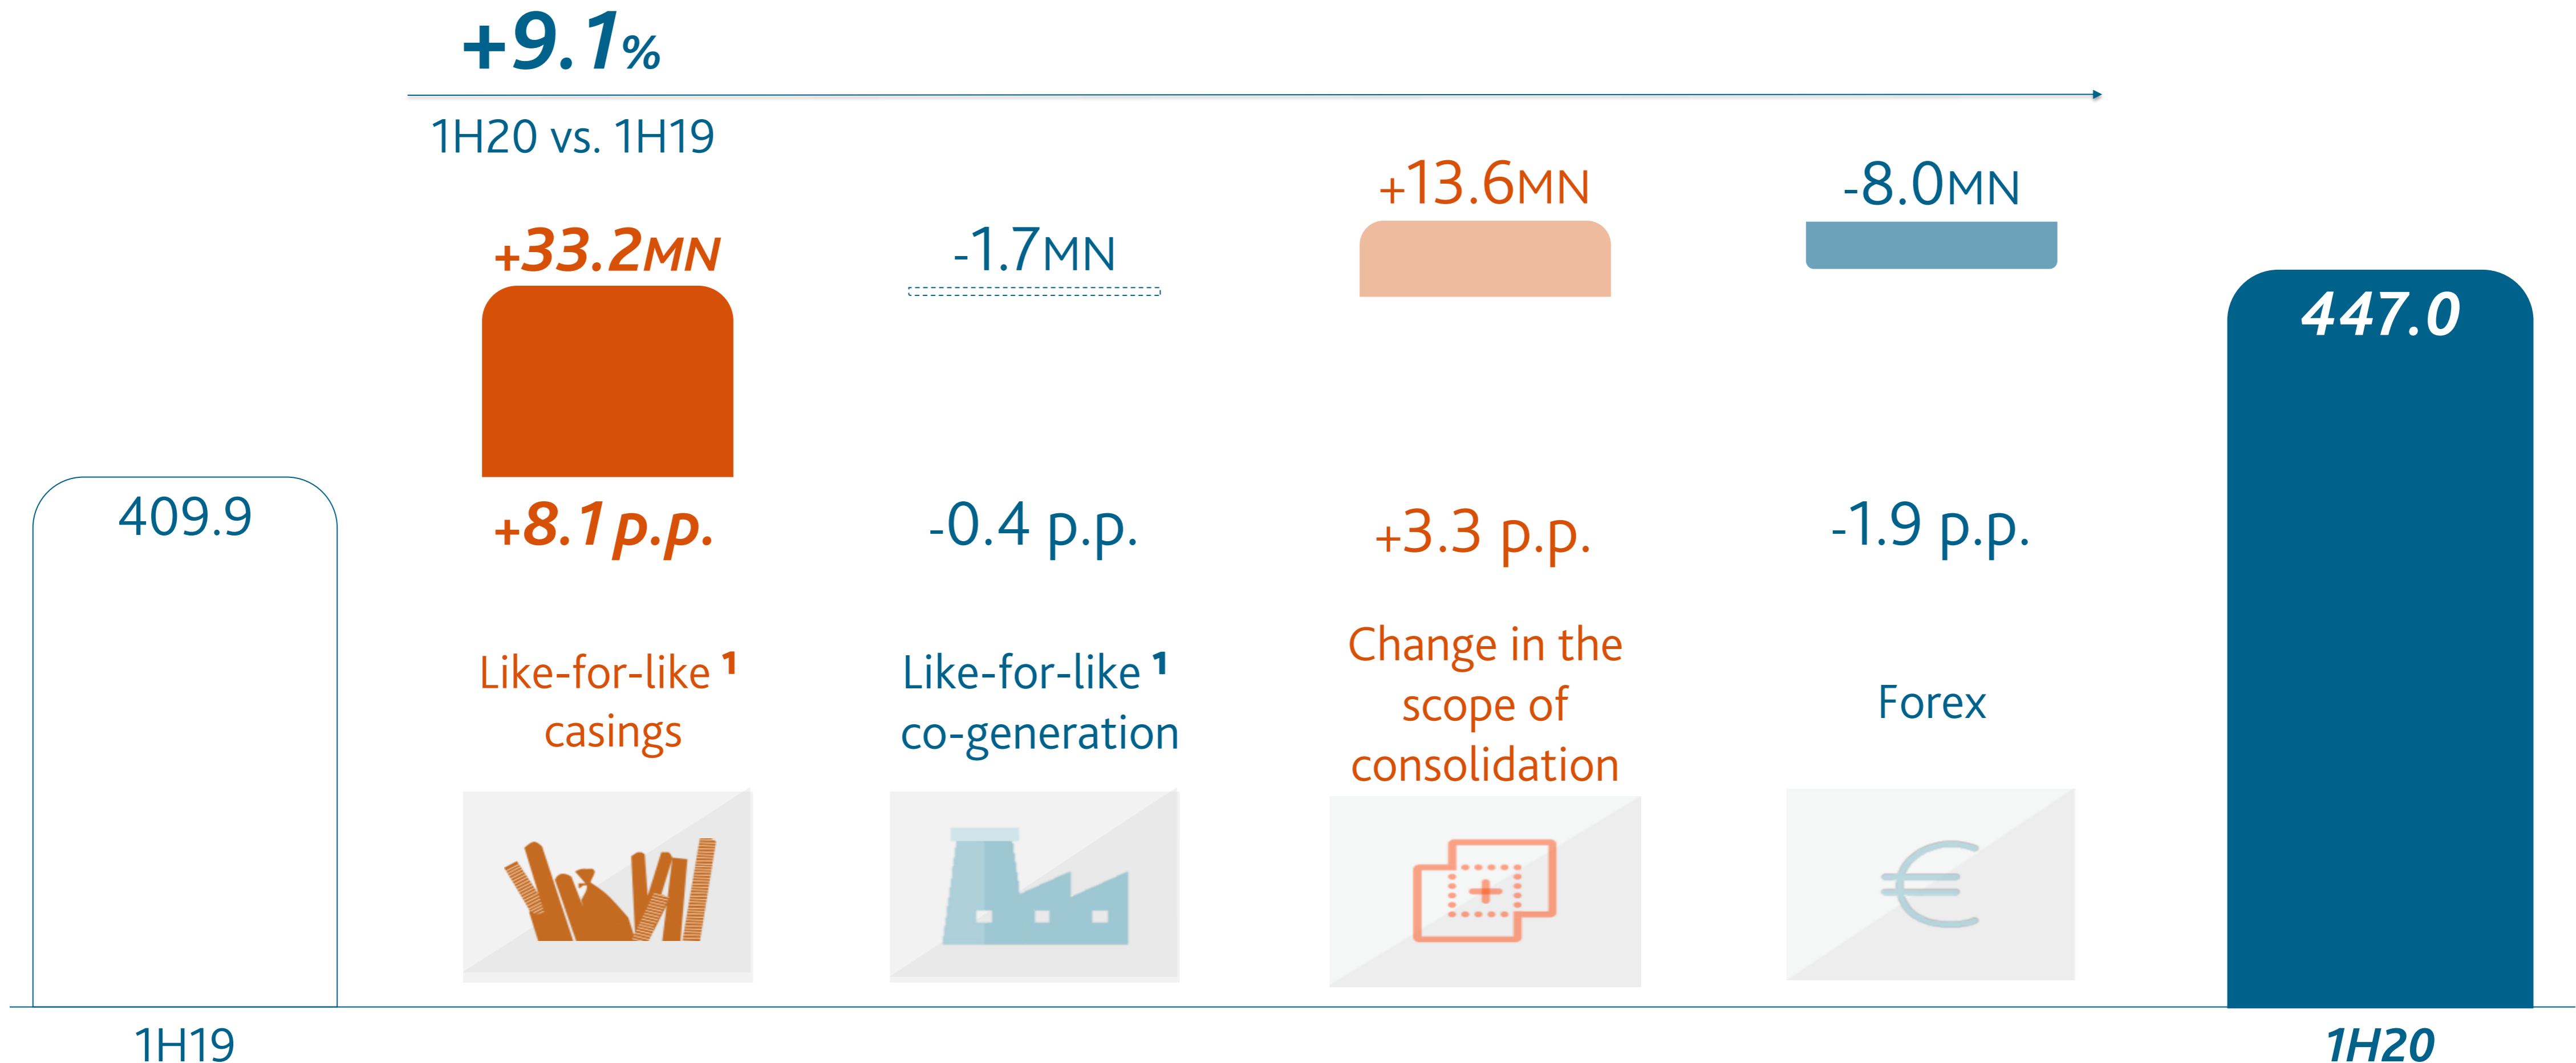 +9.1%
1H20 vs. 1H19
+33.2MN
-1.7MN
+13.6MN
-8.0MN
409.9
447.0
+8.1 p.p.
-0.4 p.p.
+3.3 p.p.
-1.9 p.p.
Like-for-like 1
casings
Like-for-like 1
co-generation
Change in the
scope of
consolidation
Forex
1H19
1H20